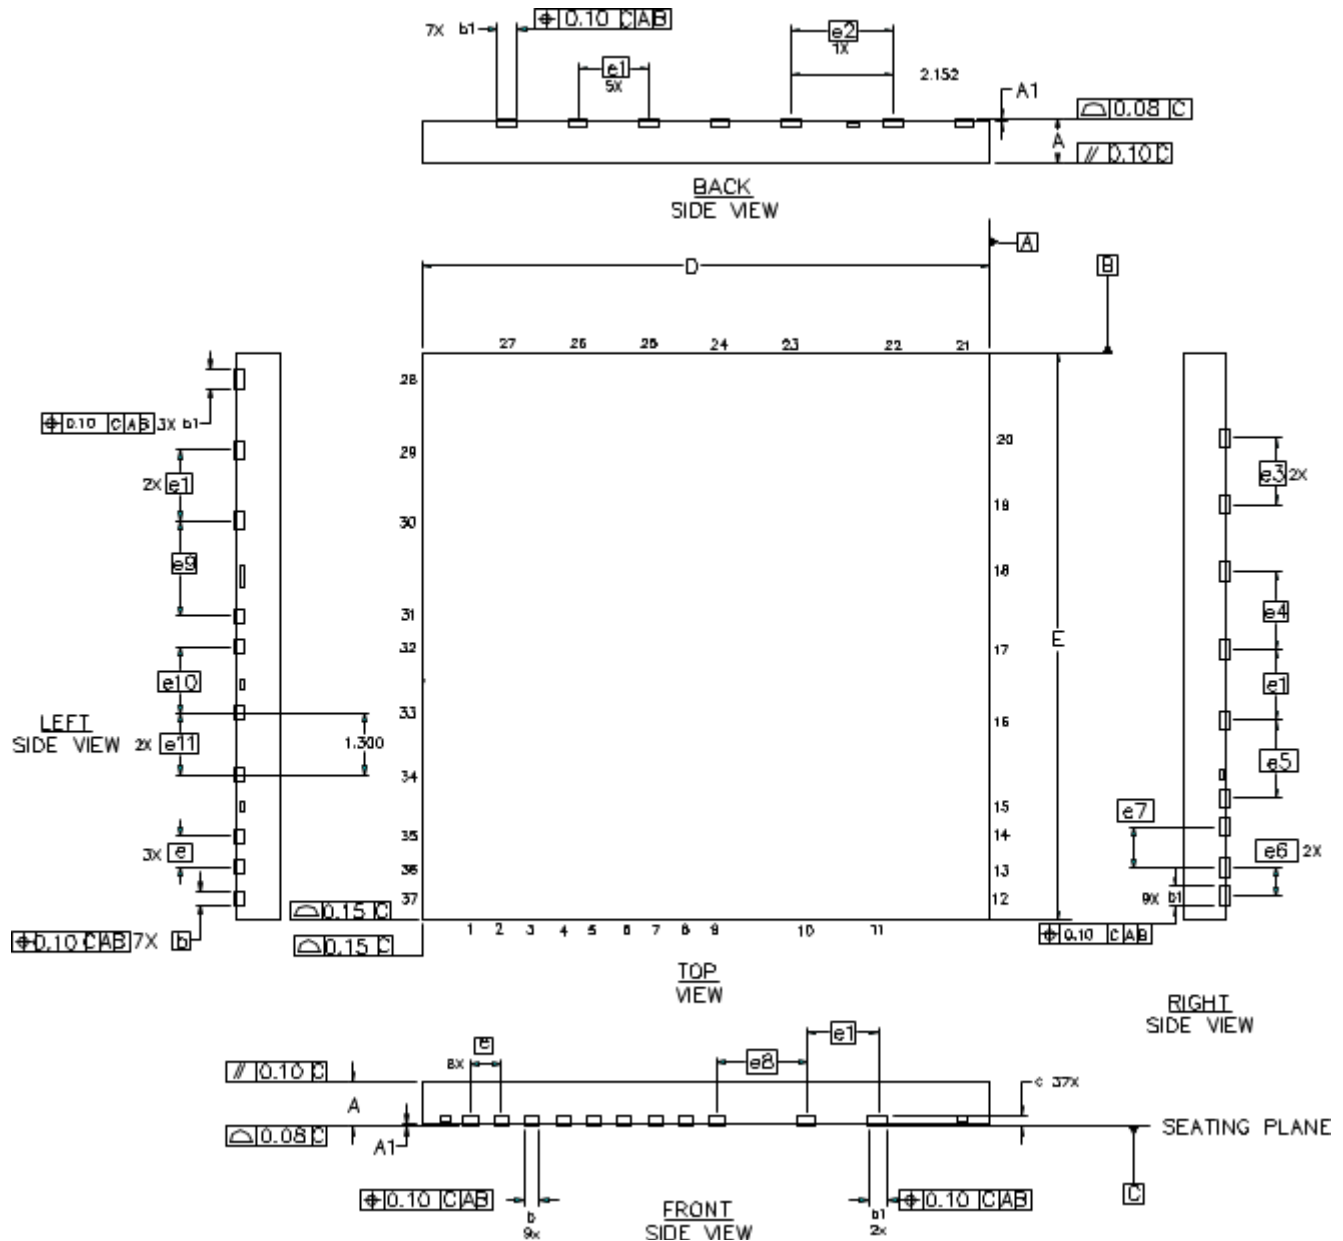 7X b1
⌖ 0.10 C A B
e1
5X
e2
1X
2.152
A1
⌓ 0.08 C
A
// 0.10 C
BACK
SIDE VIEW
A
D
B
27 26 25 24 23 22 21
28
29
30
31
32
33
34
35
36
37
20
19
18
17
16
15
14
13
12
E
1 2 3 4 5 6 7 8 9 10 11
TOP
VIEW
⌖ 0.10 C A B 3X b1
2X e1
e9
e10
LEFT
SIDE VIEW
2X e11
1.300
3X e
⌖ 0.10 C A B 7X b
⌓ 0.15 C
⌓ 0.15 C
e3 2X
e4
e1
e5
e7
e6 2X
9X b1
⌖ 0.10 C A B
RIGHT
SIDE VIEW
// 0.10 C
A
⌓ 0.08 C
A1
e
8X
e8
e1
c 37X
SEATING PLANE
C
⌖ 0.10 C A B
b
9x
FRONT
SIDE VIEW
b1
2x
⌖ 0.10 C A B